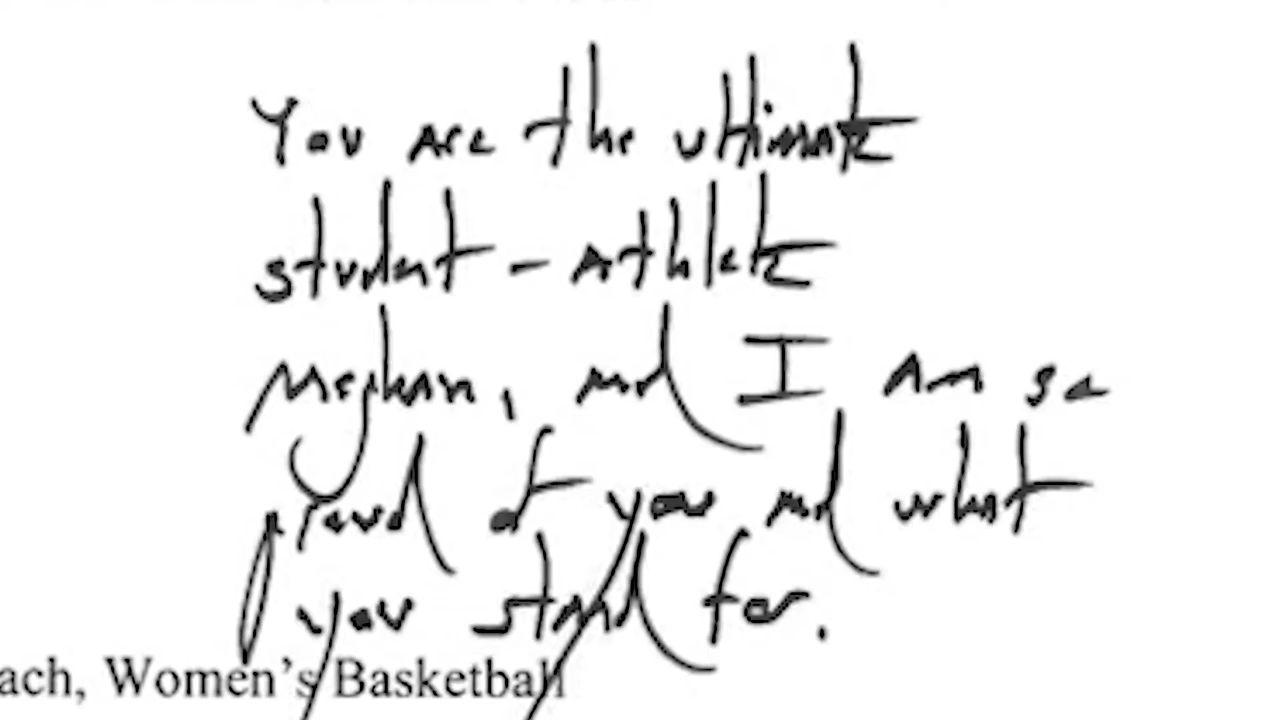 You are the ultimate
student - athlete
Meghan, and I am so
proud of you and what
you stand for.
ach, Women's Basketball